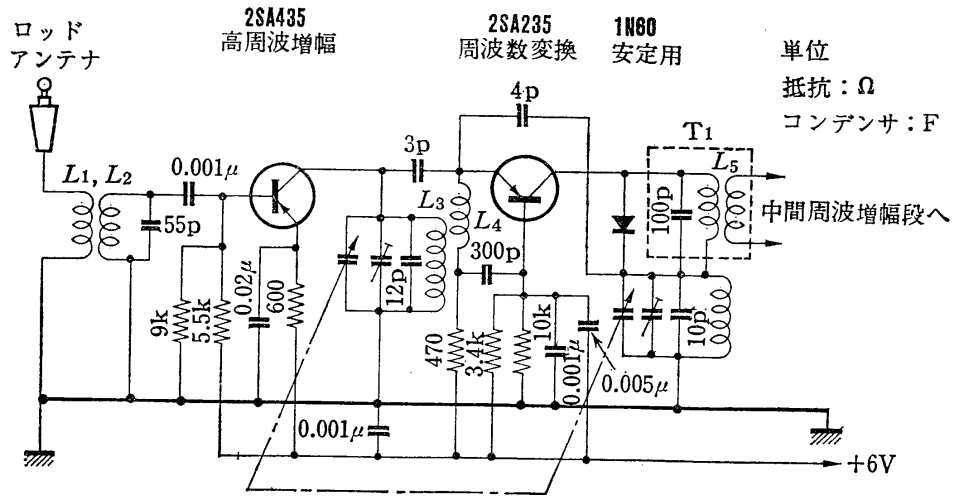 ロッド
アンテナ
2SA435
高周波増幅
2SA235
周波数変換
1N60
安定用
単位
抵抗：Ω
コンデンサ：F
L1, L2
0.001μ
55p
3p
4p
T1
L3
L4
L5
100p
中間周波増幅段へ
300p
12p
9k
5.5k
0.02μ
600
470
3.4k
10k
0.001μ
0.005μ
10p
0.001μ
+6V